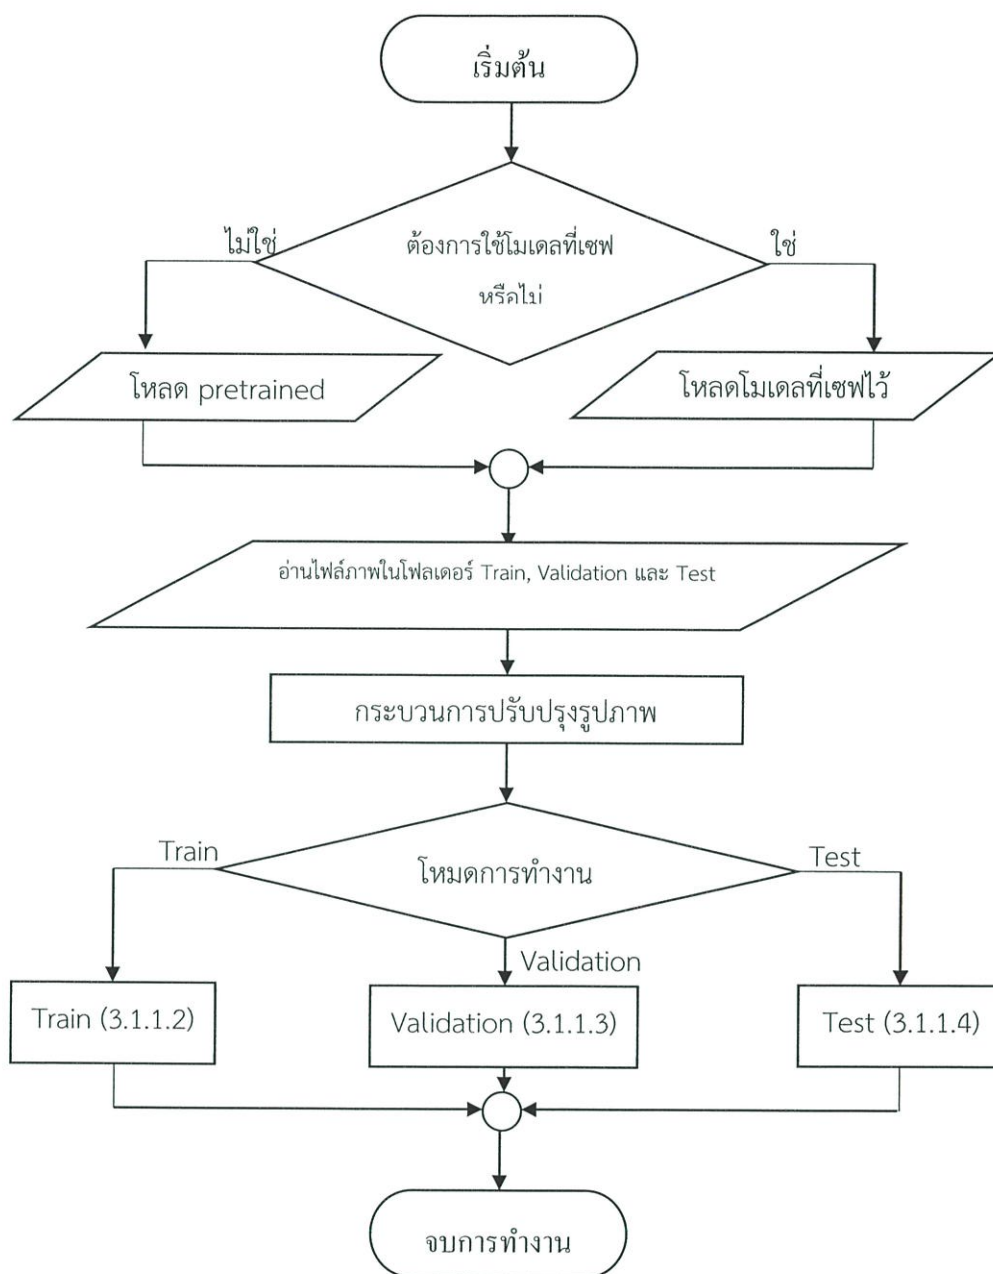 เริ่มต้น
ไม่ใช่
ต้องการใช้โมเดลที่เซฟ
ใช่
หรือไม่
โหลด pretrained
โหลดโมเดลที่เซฟไว้
อ่านไฟล์ภาพในโฟลเดอร์ Train, Validation และ Test
กระบวนการปรับปรุงรูปภาพ
Train
โหมดการทำงาน
Test
Validation
Train (3.1.1.2)
Validation (3.1.1.3)
Test (3.1.1.4)
จบการทำงาน